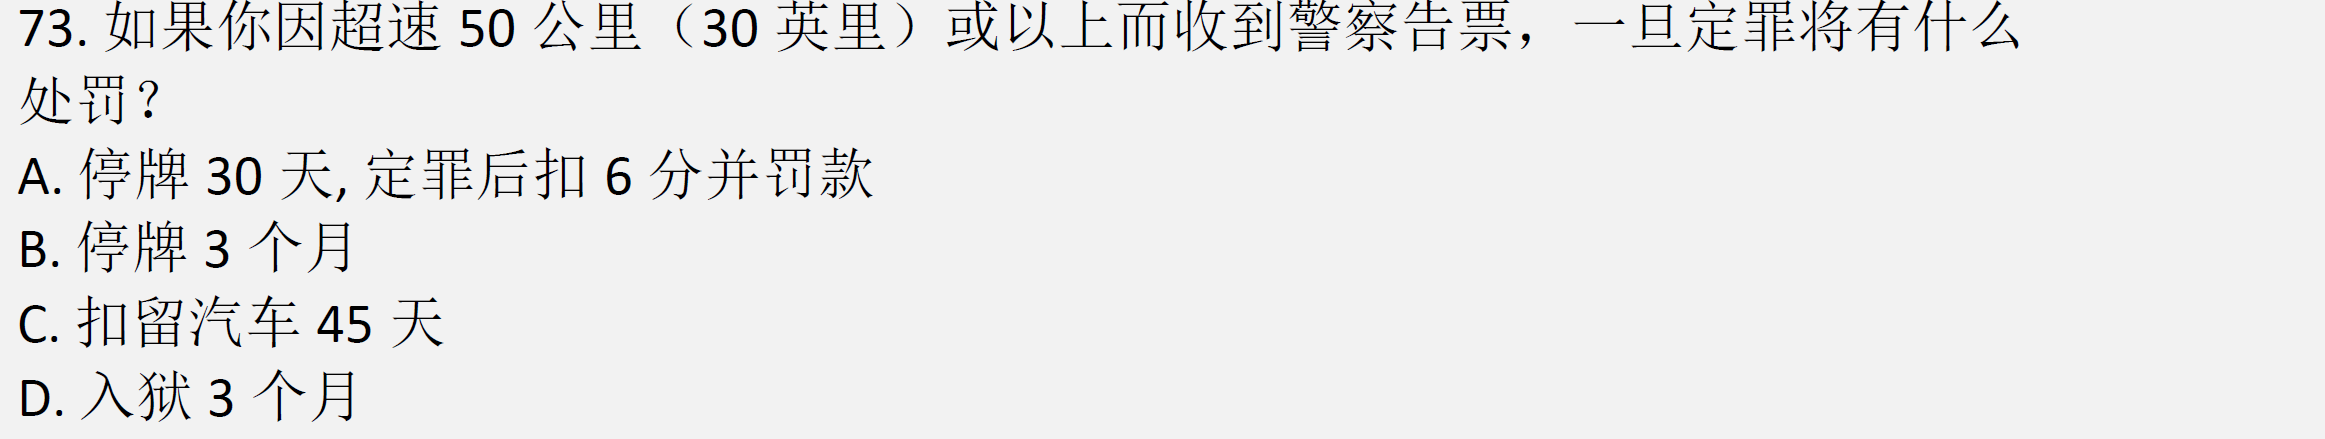 73. 如果你因超速 50 公里（30 英里）或以上而收到警察告票，一旦定罪将有什么
处罚？
A. 停牌 30 天, 定罪后扣 6 分并罚款
B. 停牌 3 个月
C. 扣留汽车 45 天
D. 入狱 3 个月